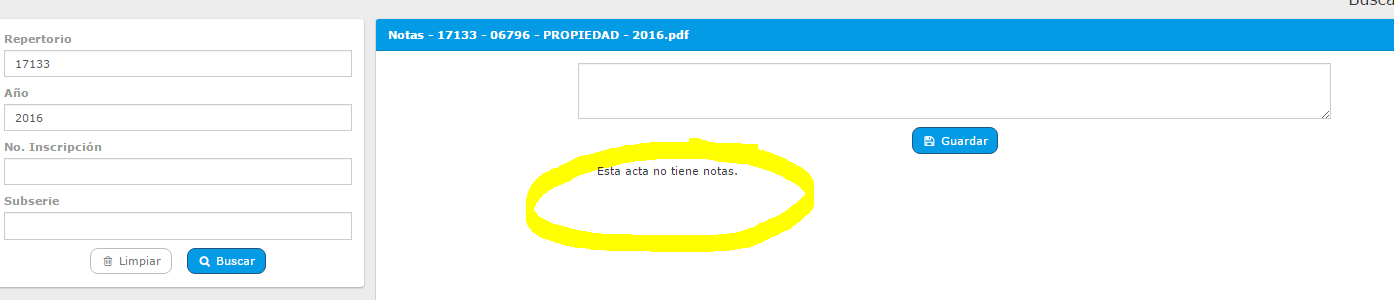 Repertorio
17133
Año
2016
No. Inscripción
Subserie
Limpiar
Buscar
Notas - 17133 - 06796 - PROPIEDAD - 2016.pdf
Guardar
Esta acta no tiene notas.